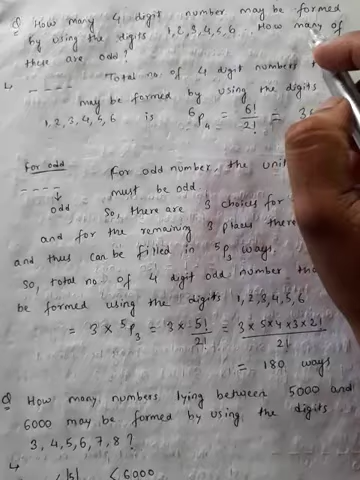 Q How many 4 digit number may be formed
by using the digits 1,2,3,4,5,6. How many of
these are odd?
↳ ---- Total no. of 4 digit numbers
may be formed by using the digits
1,2,3,4,5,6 is ⁶P₄ = 6!/2! = 3
For odd For odd number, the unit
---- must be odd.
↓
odd So, there are 3 choices for
and for the remaining 3 places there
and thus can be filled in 5P₃ ways.
So, total no. of 4 digit odd number
be formed using the digits 1,2,3,4,5,6
= 3 × ⁵P₃ = 3 × 5!/2! = 3×5×4×3×2!/2!
= 180 ways
Q How many numbers lying between 5000 and
6000 may be formed by using the digits
3,4,5,6,7,8?
↳
< 6000